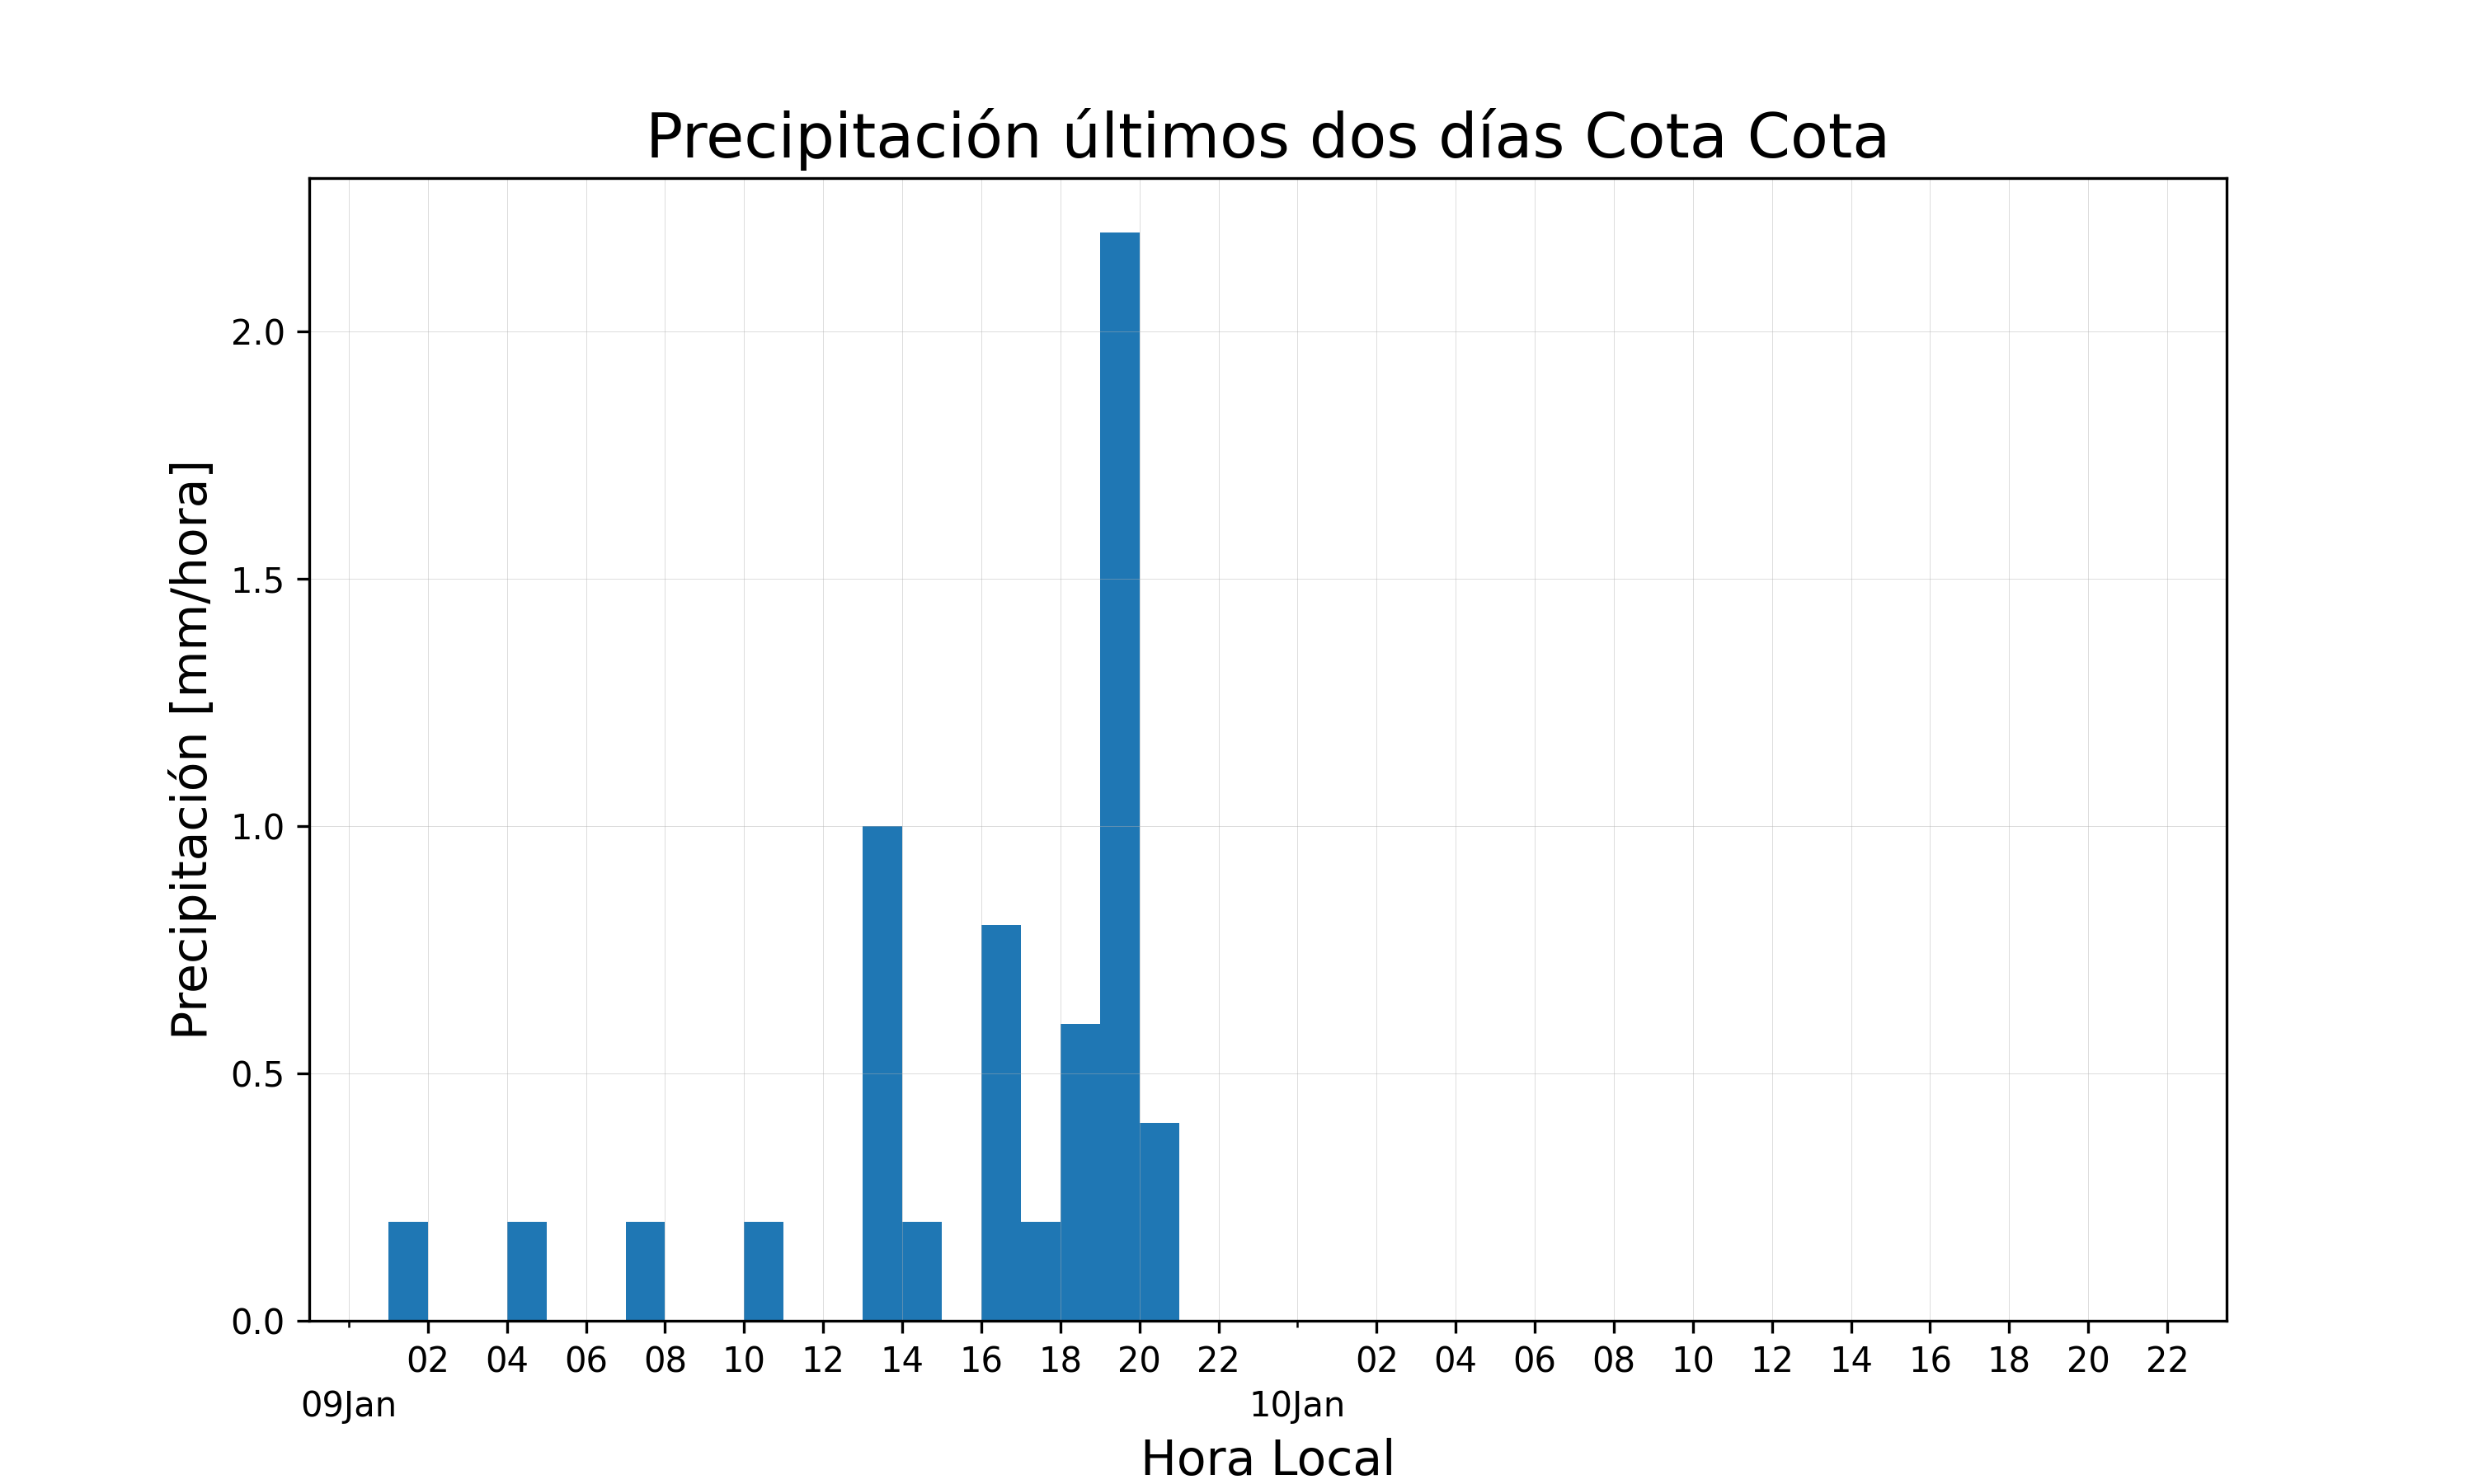 Precipitación últimos dos días Cota Cota
Precipitación [mm/hora]
2.0
1.5
1.0
0.5
0.0
02 04 06 08 10 12 14 16 18 20 22 02 04 06 08 10 12 14 16 18 20 22
09Jan 10Jan
Hora Local